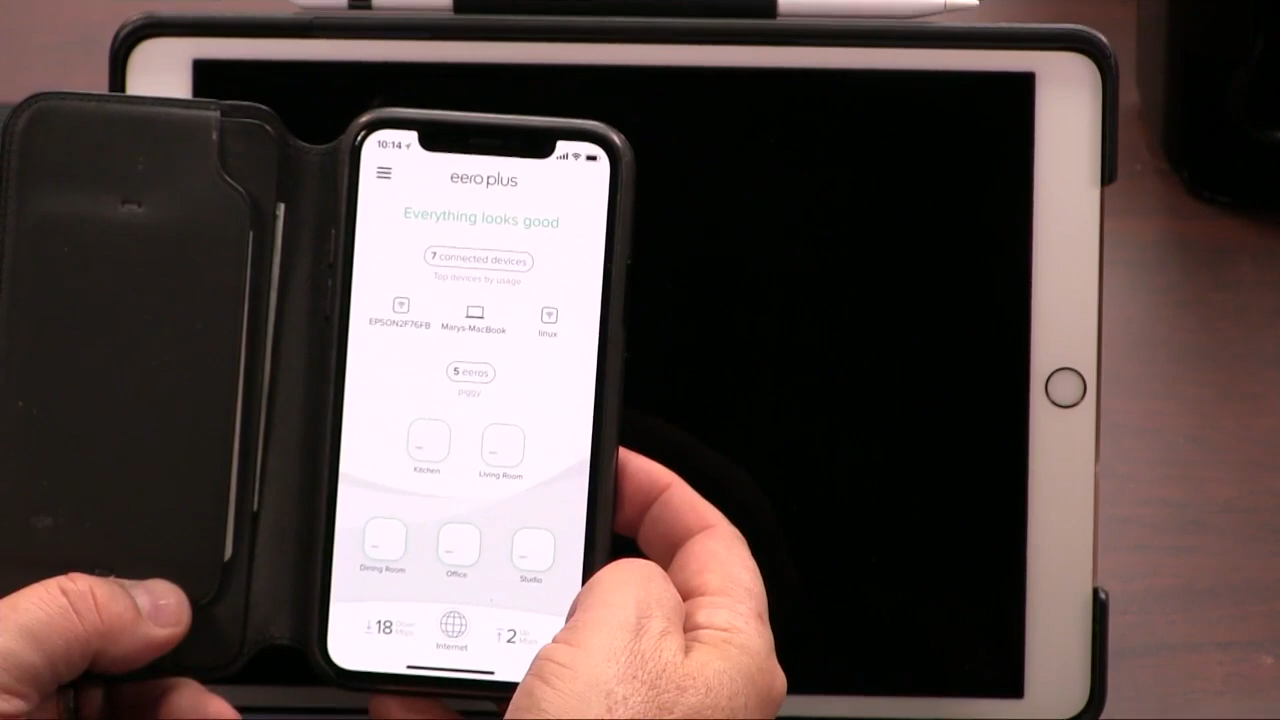 10:14
eero plus
Everything looks good
7 connected devices
Top devices by usage
EPSON2F76FB Marys-MacBook linux
5 eeros
piggy
Kitchen Living Room
Dining Room Office Studio
↓18 Down Mbps Internet ↑2 Up Mbps